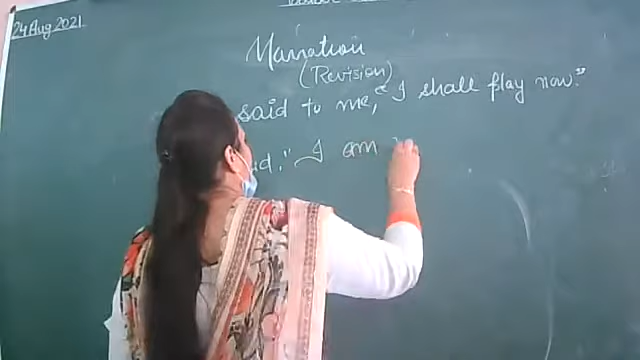 24 Aug 2021
Narration
(Revision)
said to me, "I shall play now."
"I am